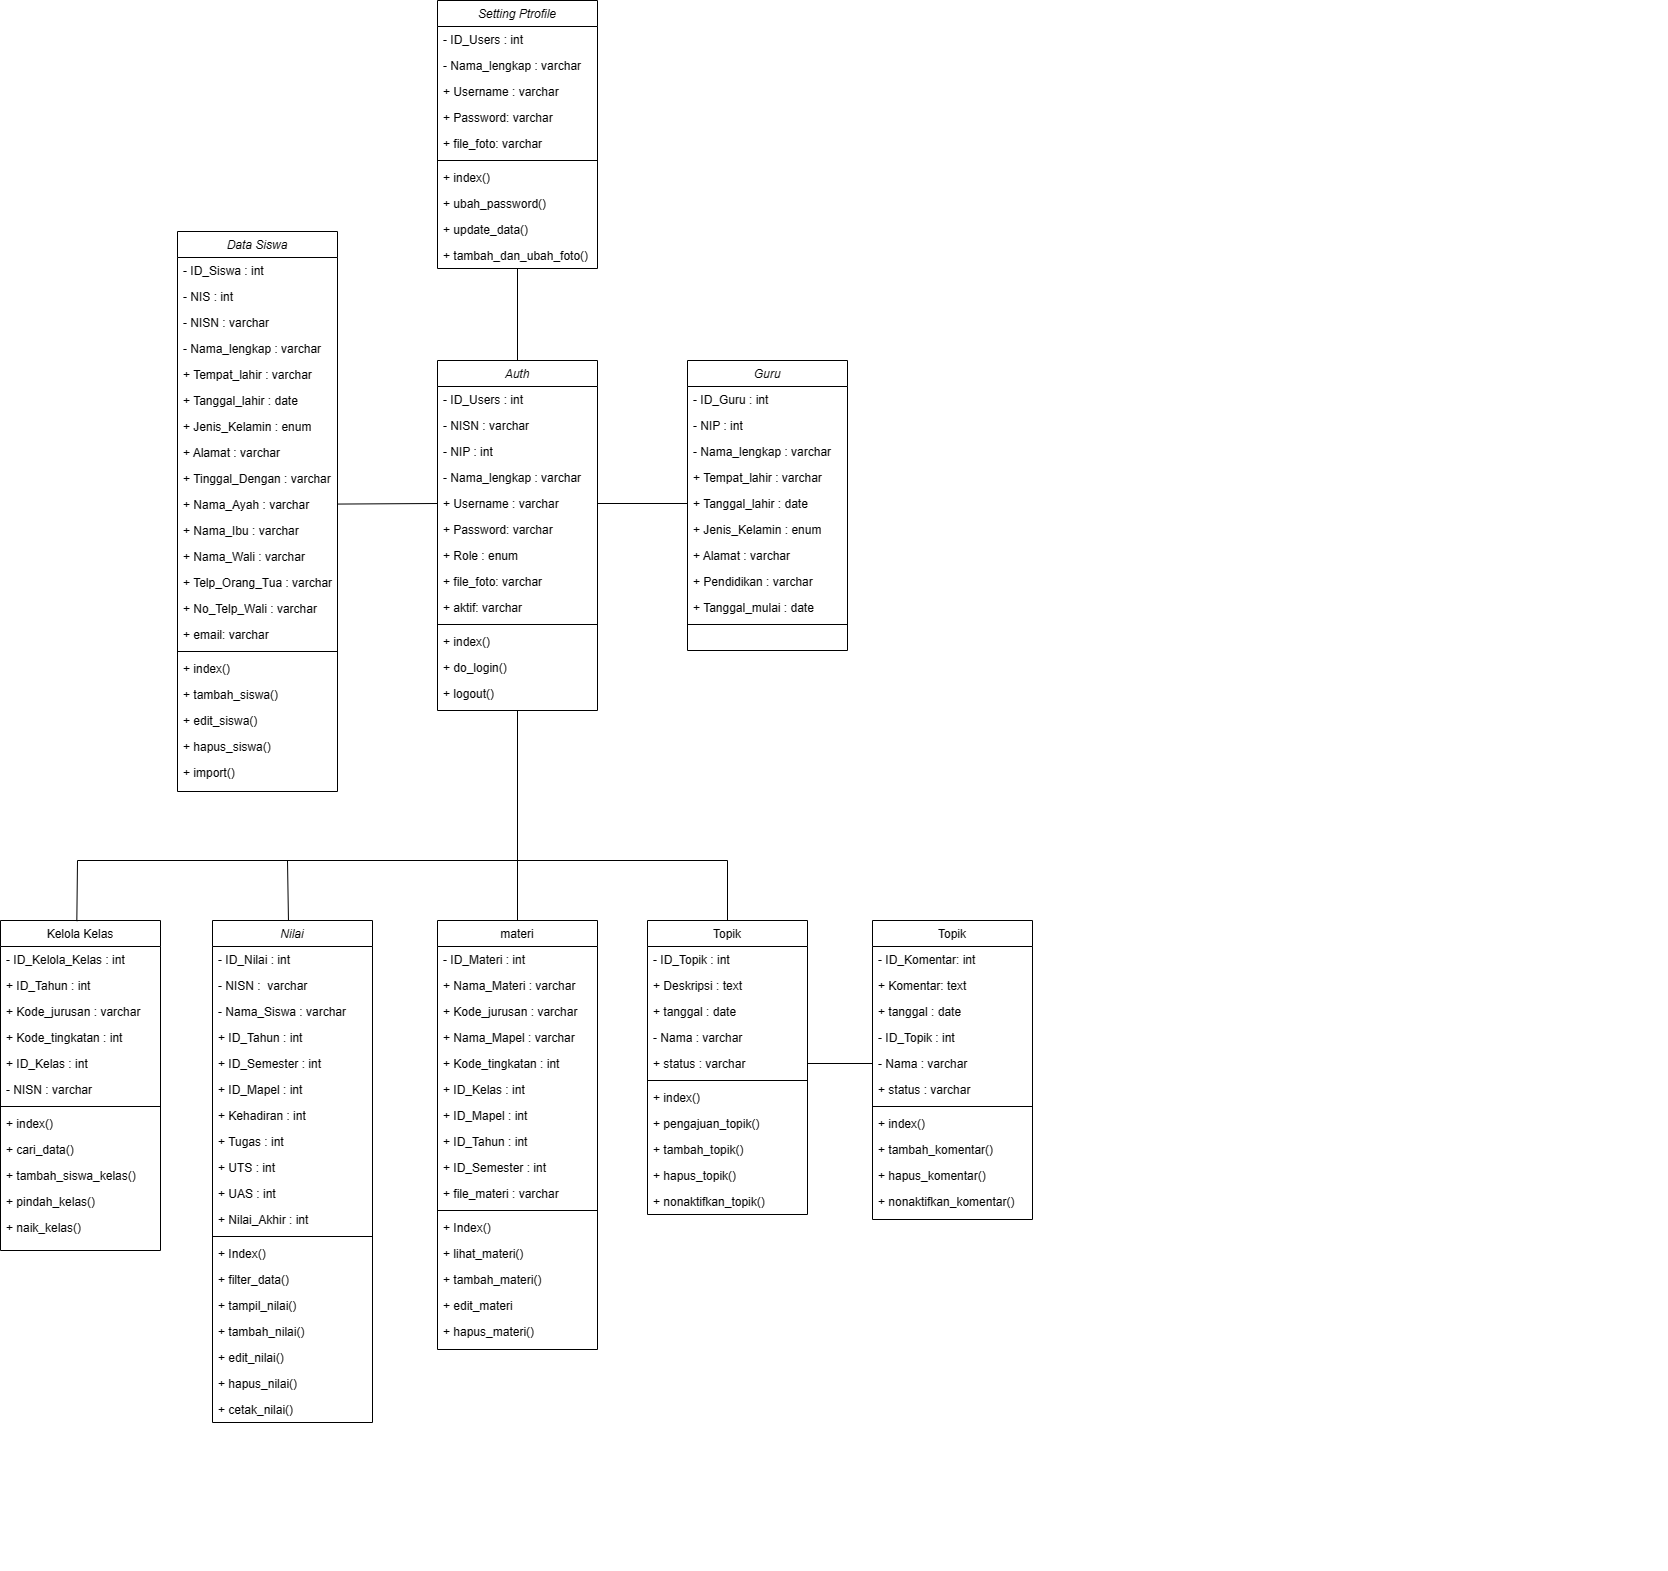 Setting Ptrofile
- ID_Users : int
- Nama_lengkap : varchar
+ Username : varchar
+ Password: varchar
+ file_foto: varchar
+ index()
+ ubah_password()
+ update_data()
+ tambah_dan_ubah_foto()
Data Siswa
- ID_Siswa : int
- NIS : int
- NISN : varchar
- Nama_lengkap : varchar
+ Tempat_lahir : varchar
+ Tanggal_lahir : date
+ Jenis_Kelamin : enum
+ Alamat : varchar
+ Tinggal_Dengan : varchar
+ Nama_Ayah : varchar
+ Nama_Ibu : varchar
+ Nama_Wali : varchar
+ Telp_Orang_Tua : varchar
+ No_Telp_Wali : varchar
+ email: varchar
+ index()
+ tambah_siswa()
+ edit_siswa()
+ hapus_siswa()
+ import()
Auth
- ID_Users : int
- NISN : varchar
- NIP : int
- Nama_lengkap : varchar
+ Username : varchar
+ Password: varchar
+ Role : enum
+ file_foto: varchar
+ aktif: varchar
+ index()
+ do_login()
+ logout()
Guru
- ID_Guru : int
- NIP : int
- Nama_lengkap : varchar
+ Tempat_lahir : varchar
+ Tanggal_lahir : date
+ Jenis_Kelamin : enum
+ Alamat : varchar
+ Pendidikan : varchar
+ Tanggal_mulai : date
Kelola Kelas
- ID_Kelola_Kelas : int
+ ID_Tahun : int
+ Kode_jurusan : varchar
+ Kode_tingkatan : int
+ ID_Kelas : int
- NISN : varchar
+ index()
+ cari_data()
+ tambah_siswa_kelas()
+ pindah_kelas()
+ naik_kelas()
Nilai
- ID_Nilai : int
- NISN :  varchar
- Nama_Siswa : varchar
+ ID_Tahun : int
+ ID_Semester : int
+ ID_Mapel : int
+ Kehadiran : int
+ Tugas : int
+ UTS : int
+ UAS : int
+ Nilai_Akhir : int
+ Index()
+ filter_data()
+ tampil_nilai()
+ tambah_nilai()
+ edit_nilai()
+ hapus_nilai()
+ cetak_nilai()
materi
- ID_Materi : int
+ Nama_Materi : varchar
+ Kode_jurusan : varchar
+ Nama_Mapel : varchar
+ Kode_tingkatan : int
+ ID_Kelas : int
+ ID_Mapel : int
+ ID_Tahun : int
+ ID_Semester : int
+ file_materi : varchar
+ Index()
+ lihat_materi()
+ tambah_materi()
+ edit_materi
+ hapus_materi()
Topik
- ID_Topik : int
+ Deskripsi : text
+ tanggal : date
- Nama : varchar
+ status : varchar
+ index()
+ pengajuan_topik()
+ tambah_topik()
+ hapus_topik()
+ nonaktifkan_topik()
Topik
- ID_Komentar: int
+ Komentar: text
+ tanggal : date
- ID_Topik : int
- Nama : varchar
+ status : varchar
+ index()
+ tambah_komentar()
+ hapus_komentar()
+ nonaktifkan_komentar()